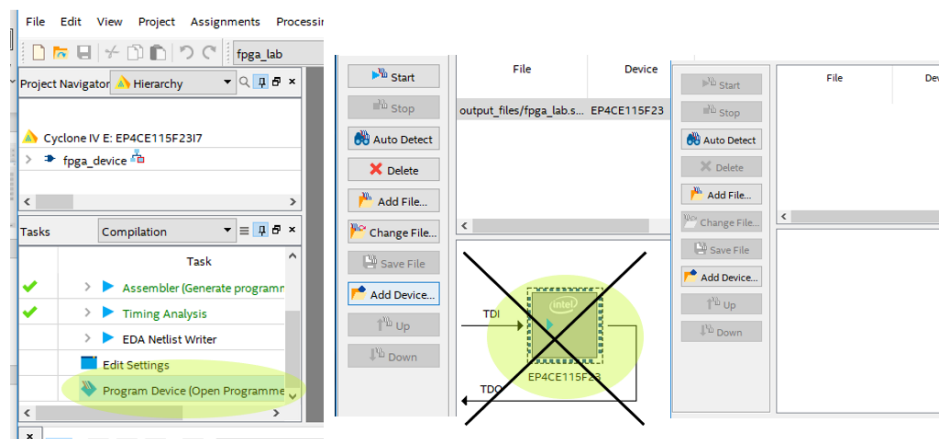 File Edit View Project Assignments Processi
fpga_lab
Project Navigator Hierarchy
Cyclone IV E: EP4CE115F23I7
fpga_device
Tasks Compilation
Task
Assembler (Generate programm
Timing Analysis
EDA Netlist Writer
Edit Settings
Program Device (Open Programme
Start
Stop
Auto Detect
Delete
Add File...
Change File...
Save File
Add Device...
Up
Down
File Device
output_files/fpga_lab.s... EP4CE115F23
TDI
intel
EP4CE115F23
TDO
Start
Stop
Auto Detect
Delete
Add File...
Change File...
Save File
Add Device...
Up
Down
File De